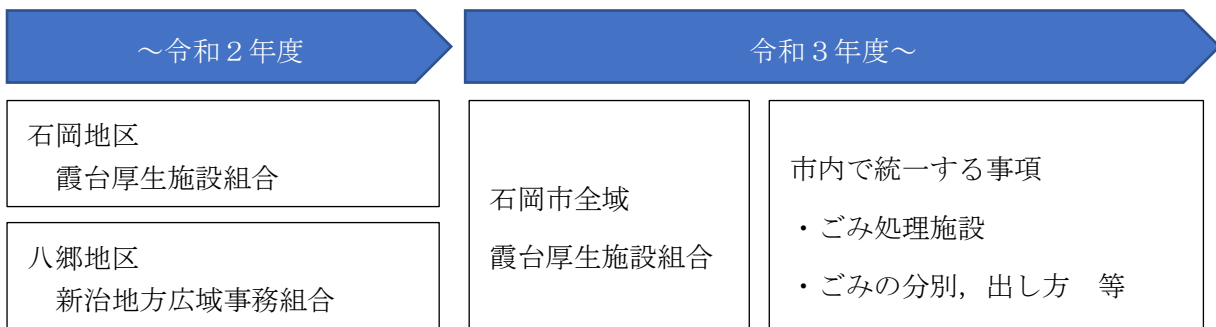 ～令和２年度
令和３年度～
石岡地区
霞台厚生施設組合
八郷地区
新治地方広域事務組合
石岡市全域
霞台厚生施設組合
市内で統一する事項
・ごみ処理施設
・ごみの分別，出し方　等